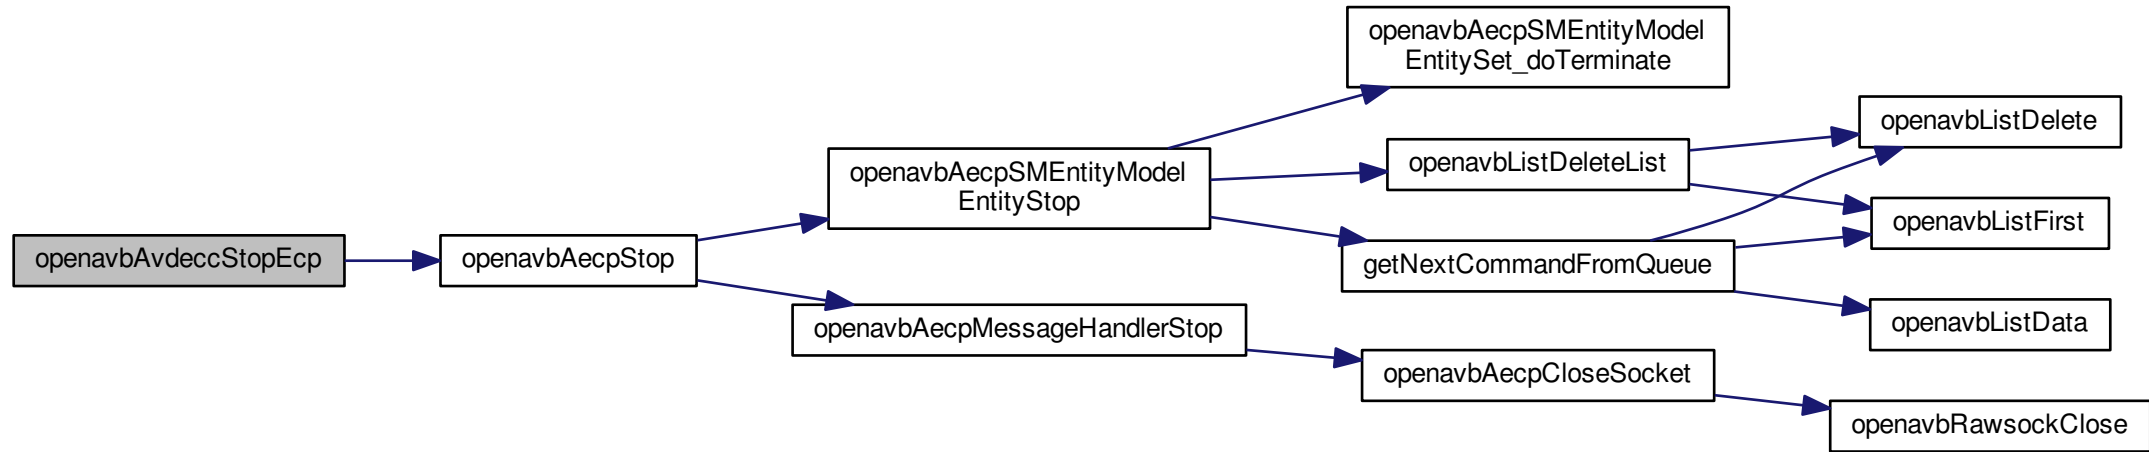 openavbAvdeccStopEcp
openavbAecpStop
openavbAecpSMEntityModel
EntityStop
openavbAecpMessageHandlerStop
openavbAecpSMEntityModel
EntitySet_doTerminate
openavbListDeleteList
getNextCommandFromQueue
openavbAecpCloseSocket
openavbListDelete
openavbListFirst
openavbListData
openavbRawsockClose